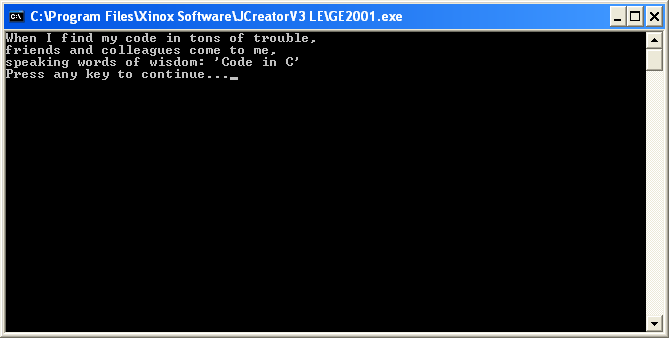 C:\Program Files\Xinox Software\JCreatorV3 LE\GE2001.exe
When I find my code in tons of trouble,
friends and colleagues come to me,
speaking words of wisdom: 'Code in C'
Press any key to continue..._